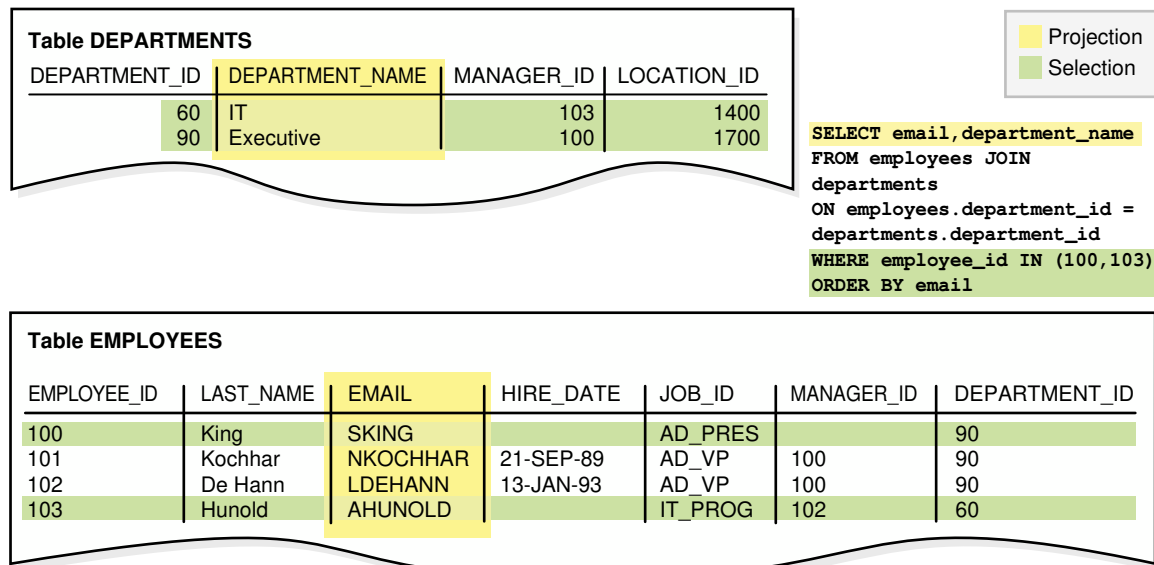 Table DEPARTMENTS
DEPARTMENT_ID DEPARTMENT_NAME MANAGER_ID LOCATION_ID
60 IT 103 1400
90 Executive 100 1700
Projection
Selection
SELECT email,department_name
FROM employees JOIN
departments
ON employees.department_id =
departments.department_id
WHERE employee_id IN (100,103)
ORDER BY email
Table EMPLOYEES
EMPLOYEE_ID LAST_NAME EMAIL HIRE_DATE JOB_ID MANAGER_ID DEPARTMENT_ID
100 King SKING AD_PRES 90
101 Kochhar NKOCHHAR 21-SEP-89 AD_VP 100 90
102 De Hann LDEHANN 13-JAN-93 AD_VP 100 90
103 Hunold AHUNOLD IT_PROG 102 60